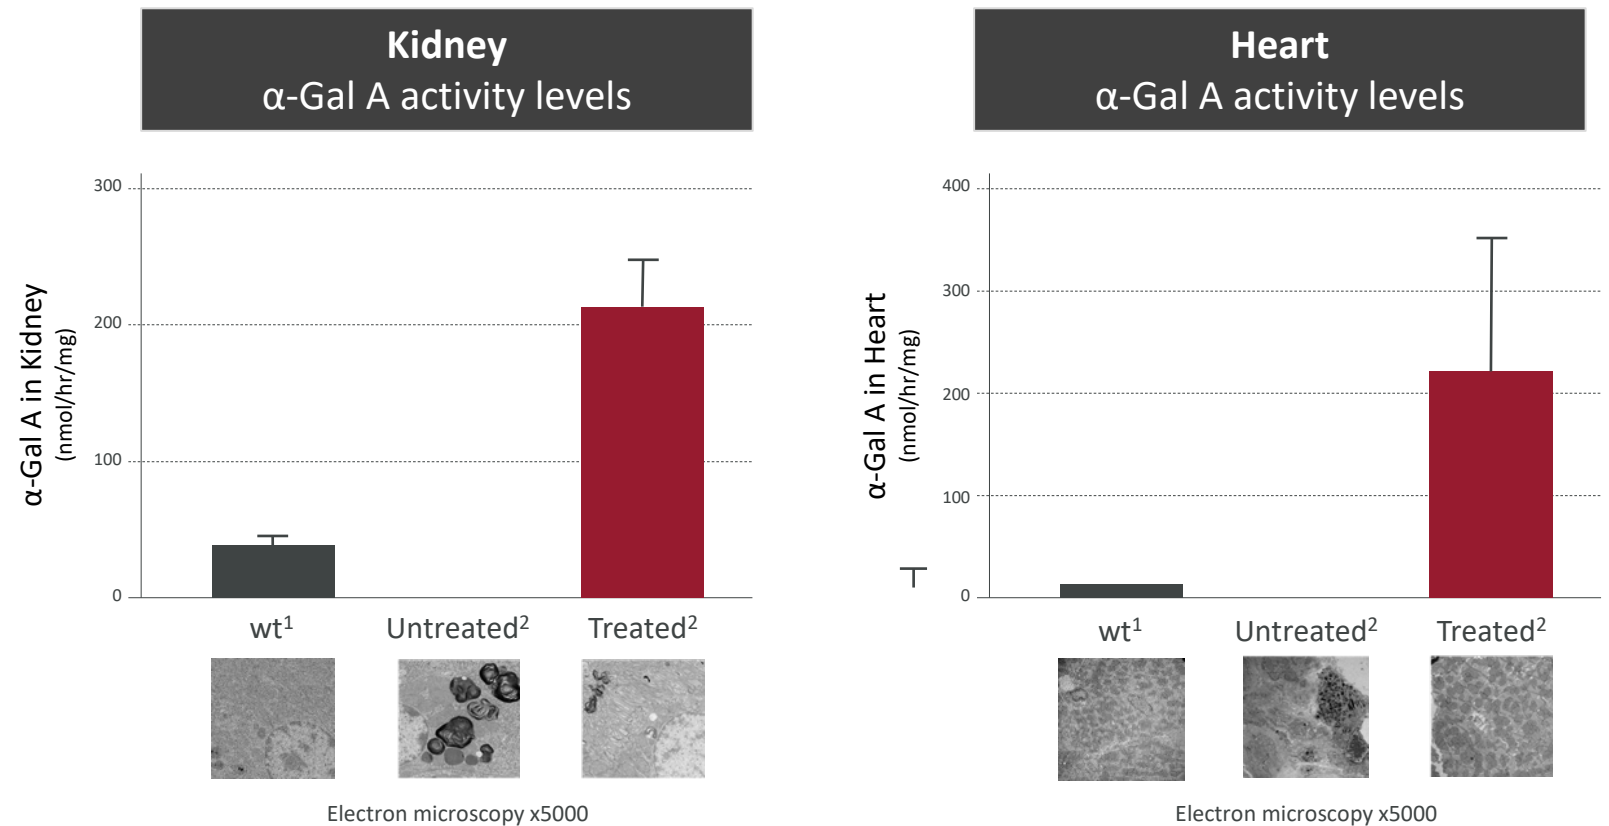 Kidney
α-Gal A activity levels
α-Gal A in Kidney
(nmol/hr/mg)
300
200
100
0
wt¹
Untreated²
Treated²
Electron microscopy x5000
Heart
α-Gal A activity levels
α-Gal A in Heart
(nmol/hr/mg)
400
300
200
100
0
wt¹
Untreated²
Treated²
Electron microscopy x5000